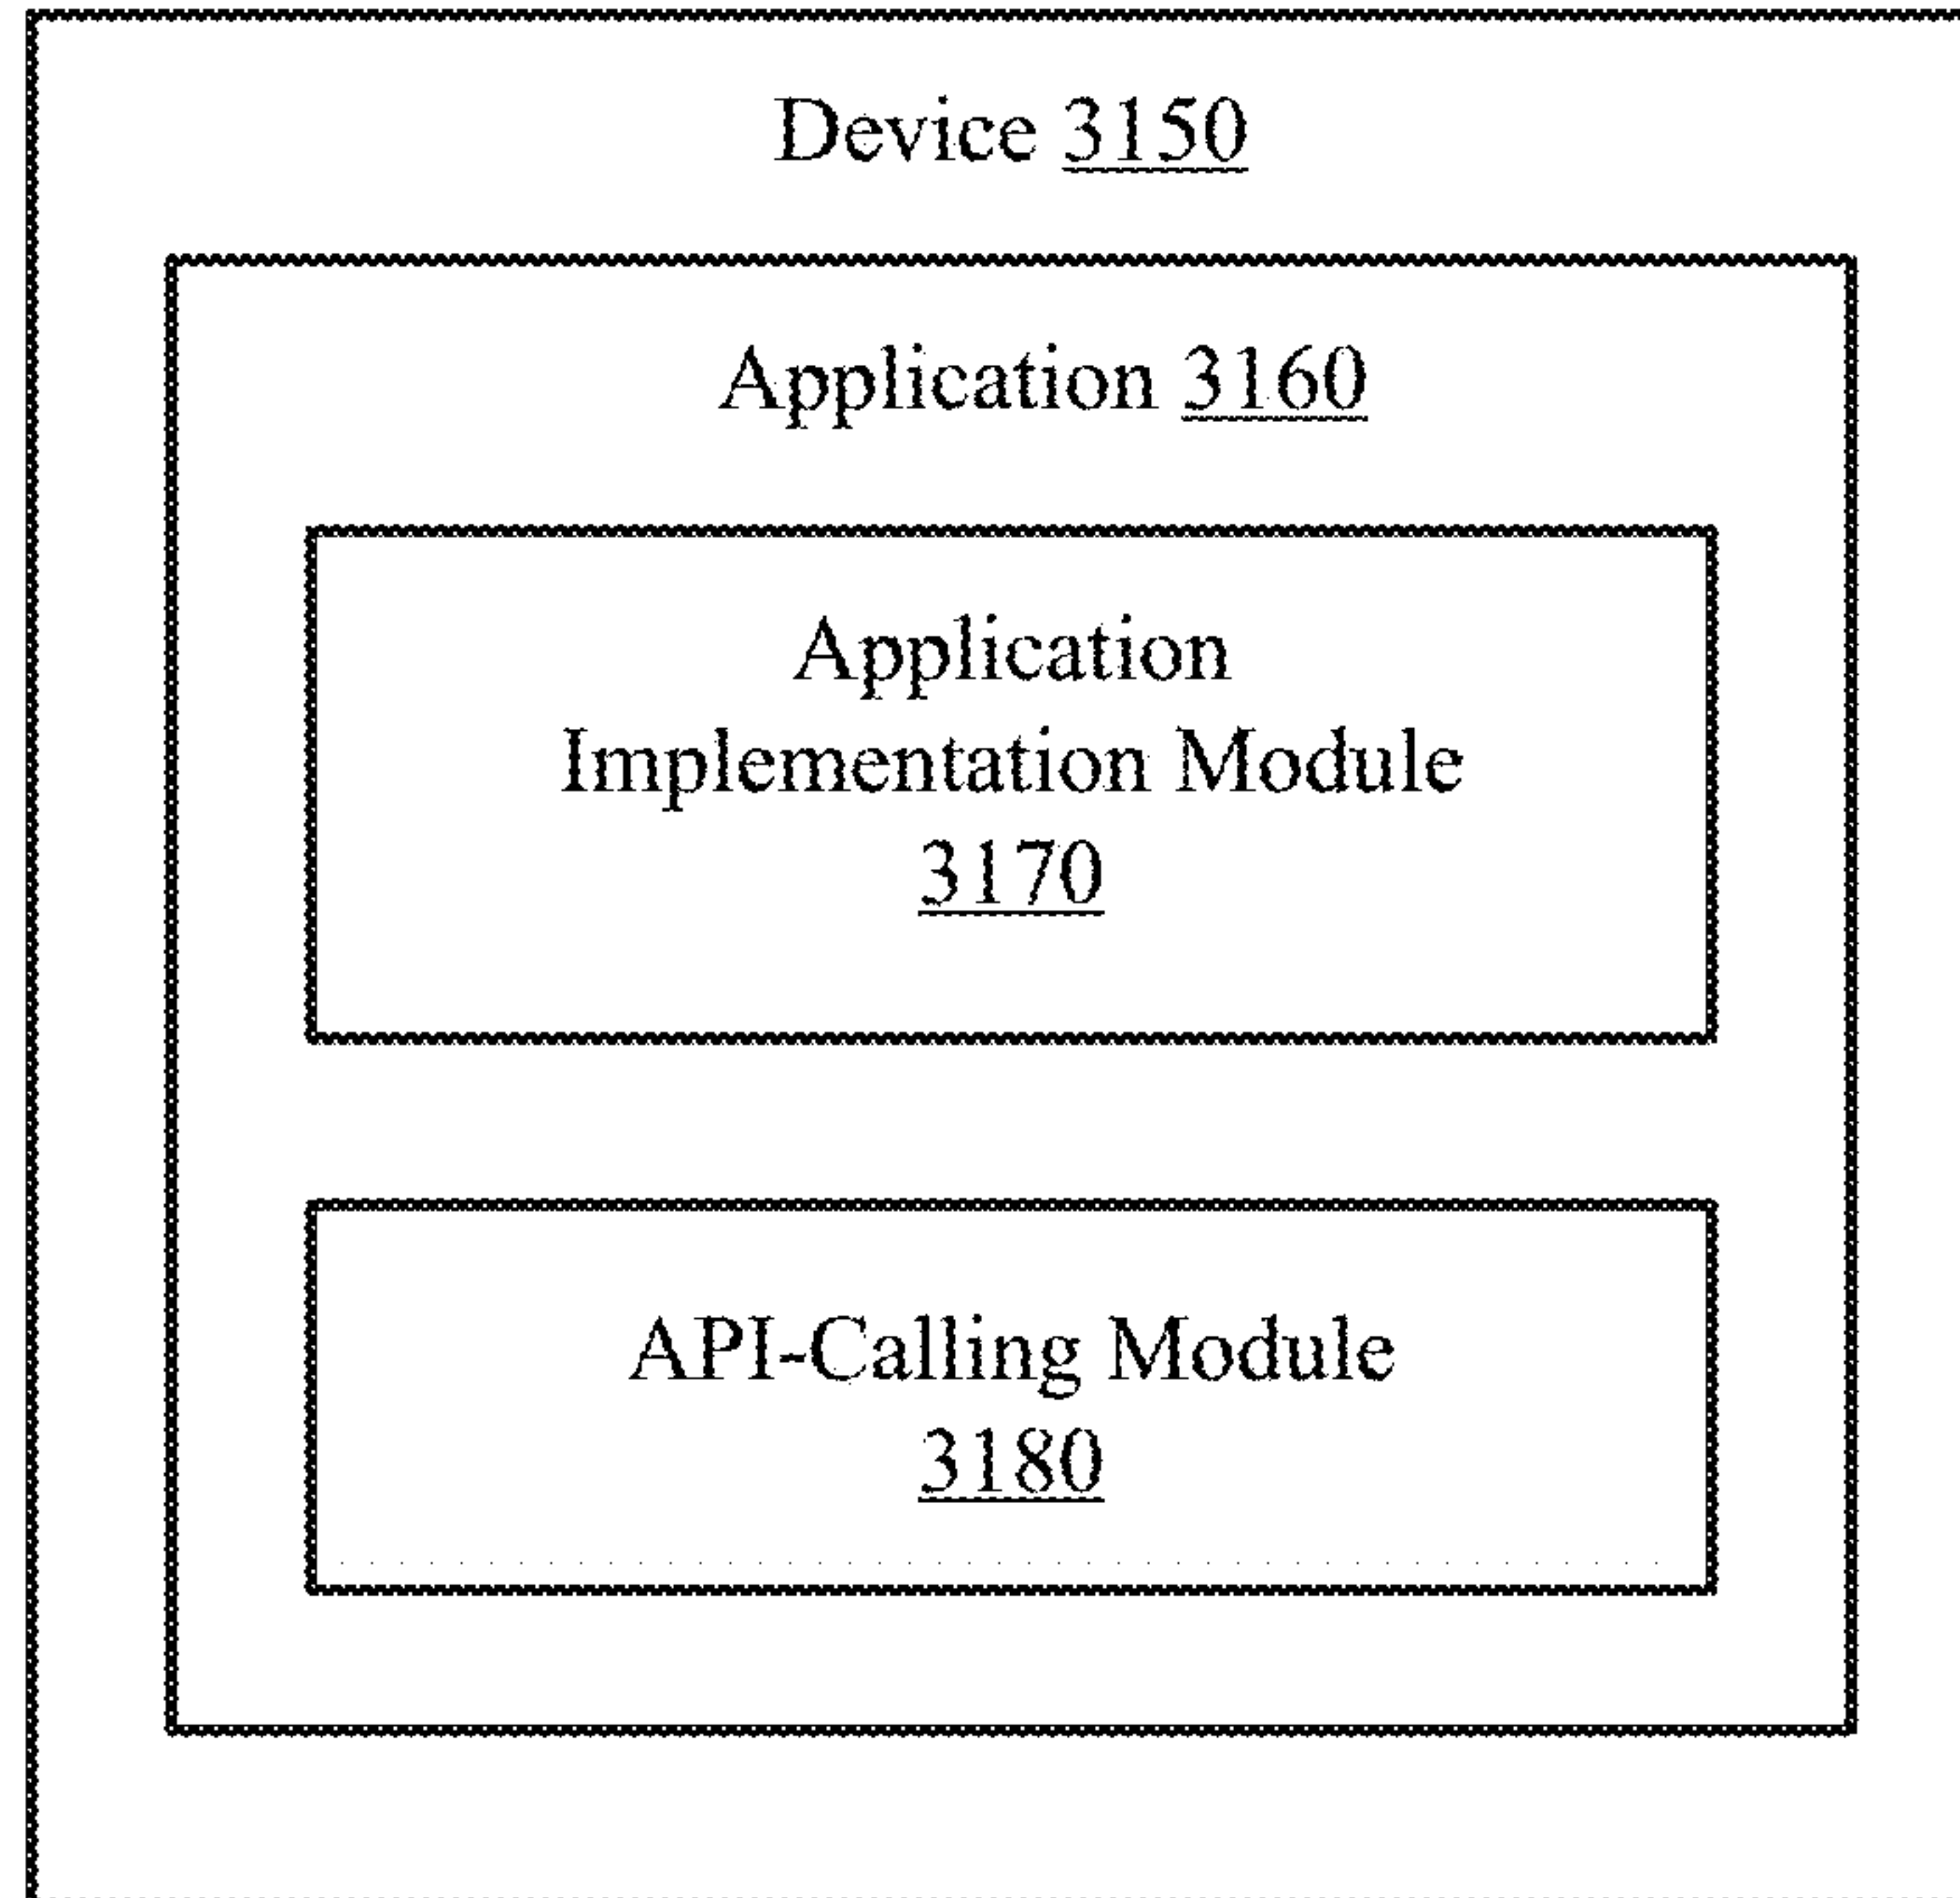 Device 3150
Application 3160
Application
Implementation Module
3170
API-Calling Module
3180